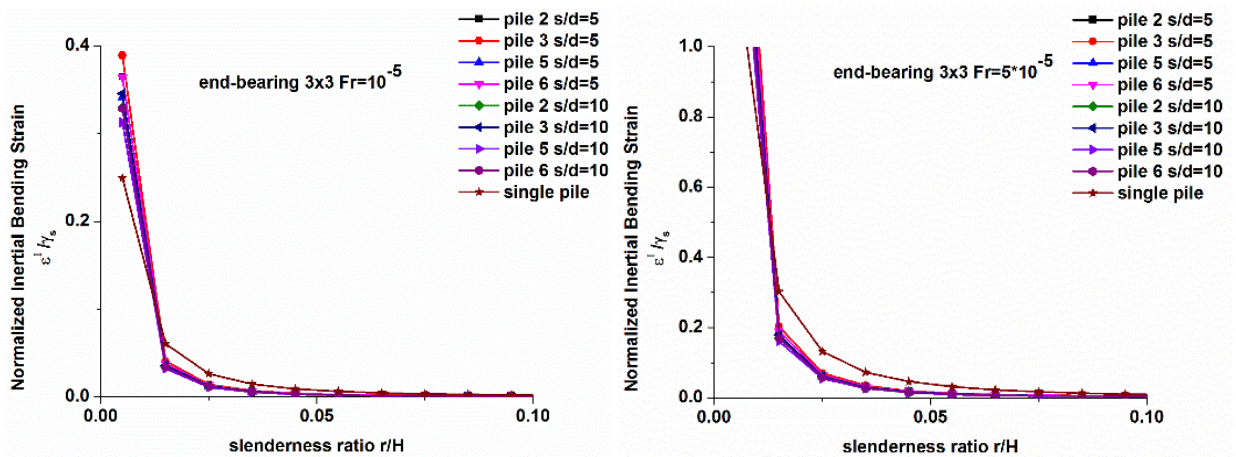 0.4
0.2
0.0
0.00
0.05
0.10
Normalized Inertial Bending Strain
ε^I/γ_s
slenderness ratio r/H
end-bearing 3x3 Fr=10^-5
pile 2 s/d=5
pile 3 s/d=5
pile 5 s/d=5
pile 6 s/d=5
pile 2 s/d=10
pile 3 s/d=10
pile 5 s/d=10
pile 6 s/d=10
single pile
1.0
0.8
0.6
0.4
0.2
0.0
0.00
0.05
0.10
Normalized Inertial Bending Strain
ε^I/γ_s
slenderness ratio r/H
end-bearing 3x3 Fr=5*10^-5
pile 2 s/d=5
pile 3 s/d=5
pile 5 s/d=5
pile 6 s/d=5
pile 2 s/d=10
pile 3 s/d=10
pile 5 s/d=10
pile 6 s/d=10
single pile